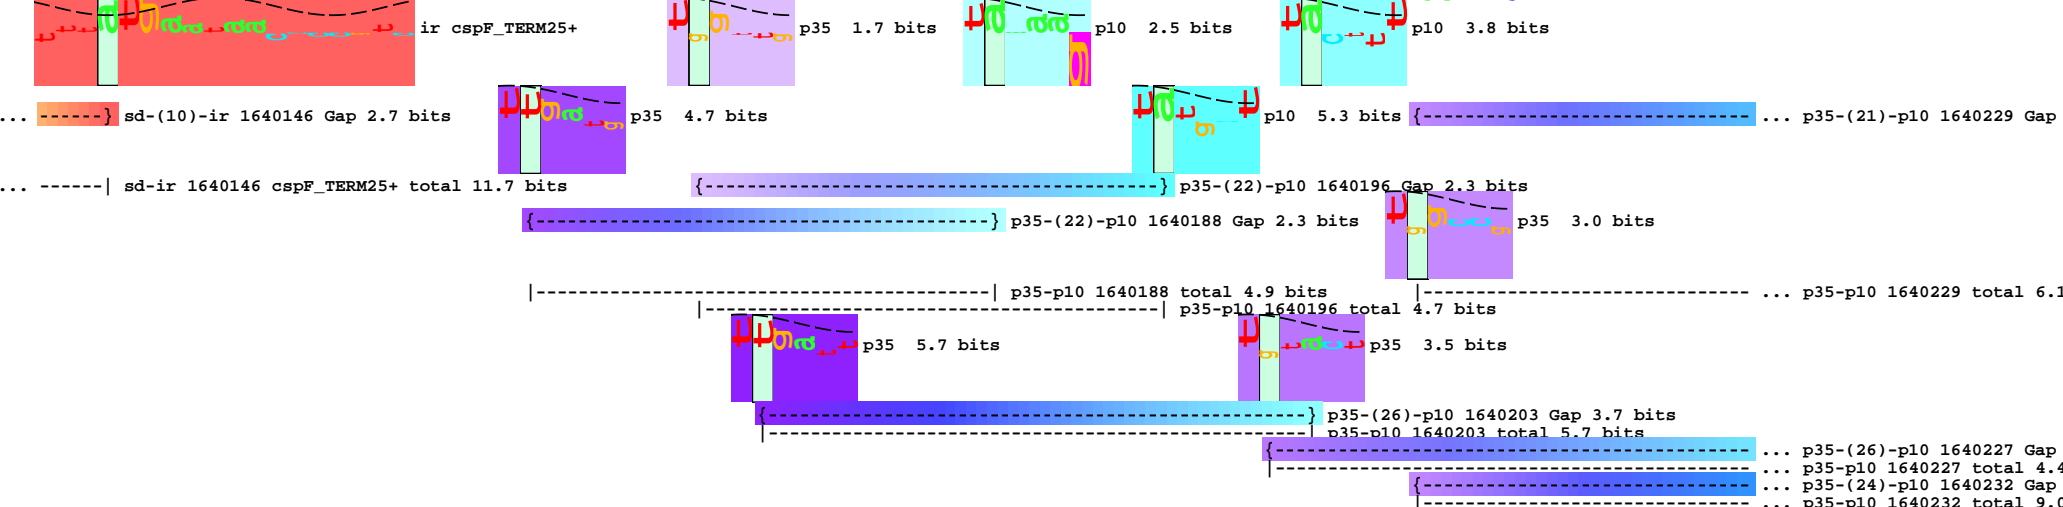 ir cspF_TERM25+
p35 1.7 bits
p10 2.5 bits
p10 3.8 bits
... ------} sd-(10)-ir 1640146 Gap 2.7 bits
p35 4.7 bits
p10 5.3 bits
{------------------------------- ... p35-(21)-p10 1640229 Gap
... ------| sd-ir 1640146 cspF_TERM25+ total 11.7 bits
{-----------------------------------------} p35-(22)-p10 1640196 Gap 2.3 bits
{-----------------------------------------} p35-(22)-p10 1640188 Gap 2.3 bits
p35 3.0 bits
|-----------------------------------------| p35-p10 1640188 total 4.9 bits
|------------------------------- ... p35-p10 1640229 total 6.1
|-----------------------------------------| p35-p10 1640196 total 4.7 bits
p35 5.7 bits
p35 3.5 bits
{-------------------------------------------------} p35-(26)-p10 1640203 Gap 3.7 bits
|-------------------------------------------------| p35-p10 1640203 total 5.7 bits
{-------------------------------------------- ... p35-(26)-p10 1640227 Gap
|-------------------------------------------- ... p35-p10 1640227 total 4.4
{------------------------------- ... p35-(24)-p10 1640232 Gap
|------------------------------- ... p35-p10 1640232 total 9.0